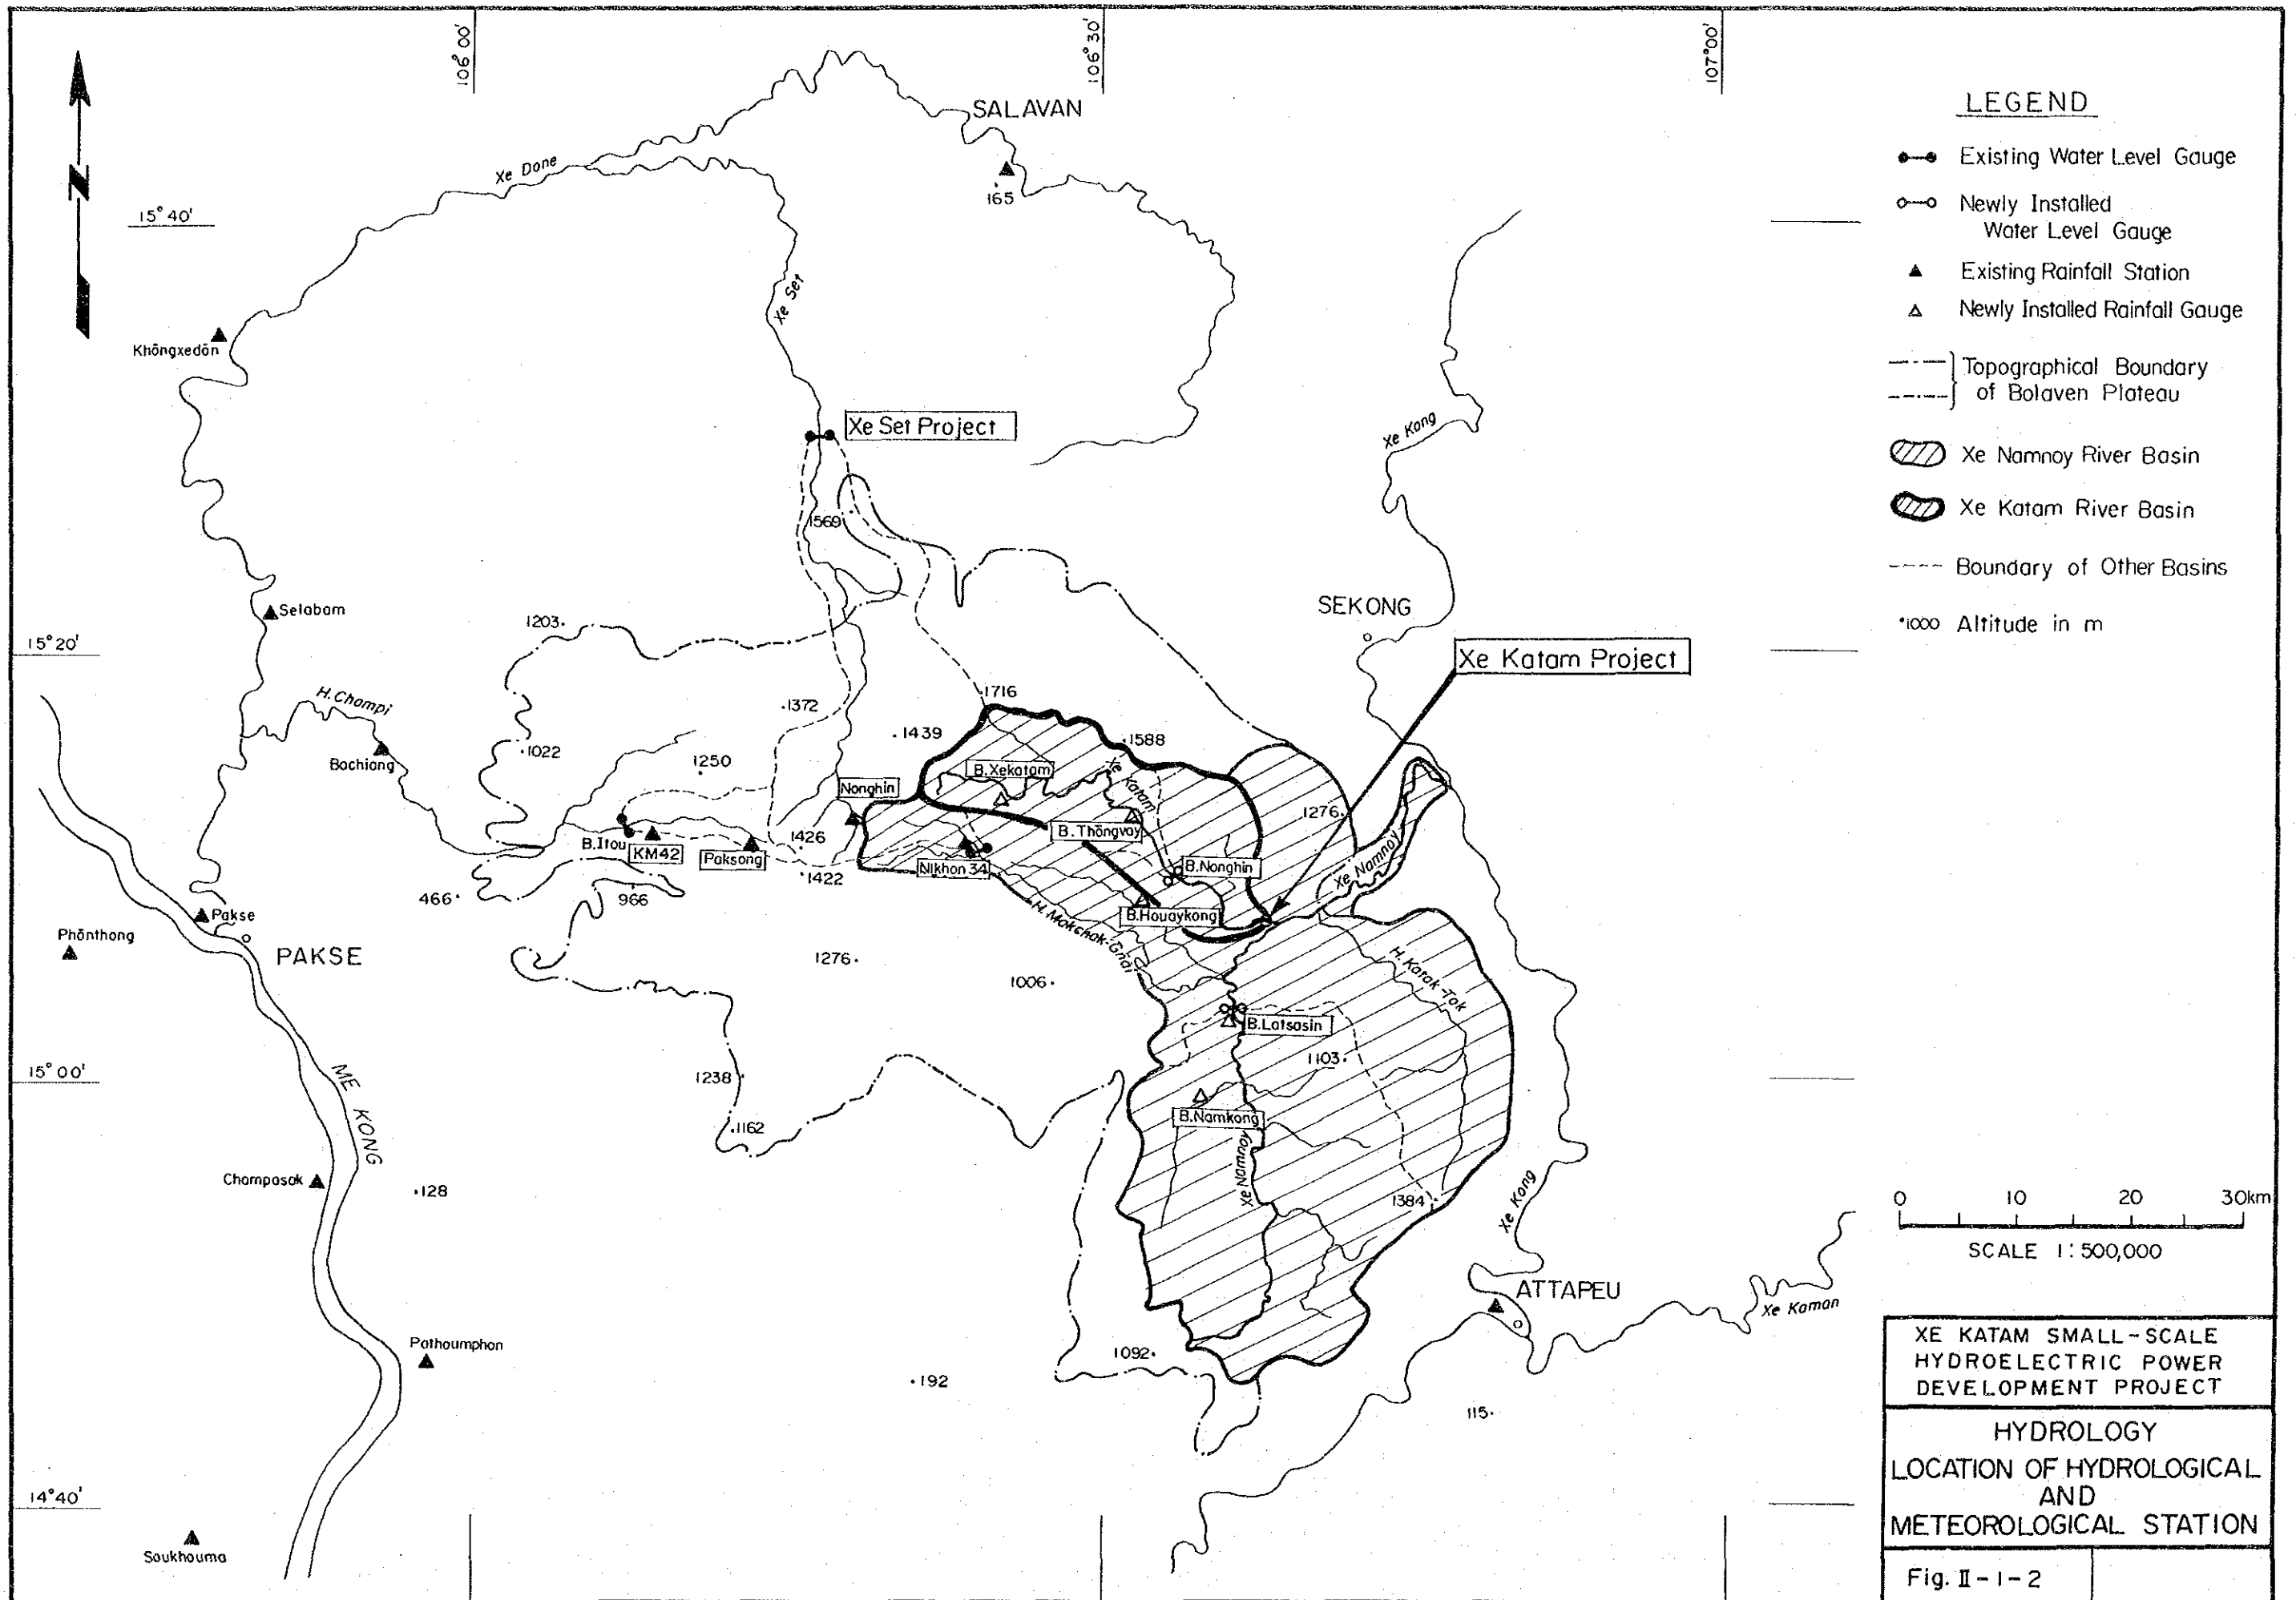 106° 00'
106° 30'
107° 00'
N
SALAVAN
165
Xe Done
15° 40'
Xe Set
Khôngxedôn
Xe Set Project
Xe Kong
1569
Selabam
1203
SEKONG
15° 20'
Xe Katam Project
H. Champi
1716
1372
1439
1022
1588
1250
Bachiang
B. Xekatam
Xe Katam
Nonghin
1276
B. Thôngvay
B. Itou
KM42
Paksong
1426
Nikhon 34
B. Nonghin
1422
Xe Namnoy
466
966
B. Houaykong
H. Makchak-Gnai
Pakse
Phônthong
PAKSE
1276
1006
H. Katak-Tok
B. Latsasin
1103
15° 00'
ME KONG
1238
B. Namkong
1162
Xe Namnoy
Champasak
128
1384
Xe Kong
ATTAPEU
Xe Kaman
Pathoumphon
1092
192
115
14° 40'
Soukhouma
LEGEND
Existing Water Level Gauge
Newly Installed
Water Level Gauge
Existing Rainfall Station
Newly Installed Rainfall Gauge
Topographical Boundary
of Bolaven Plateau
Xe Namnoy River Basin
Xe Katam River Basin
Boundary of Other Basins
•1000 Altitude in m
0 10 20 30km
SCALE 1:500,000
XE KATAM SMALL-SCALE
HYDROELECTRIC POWER
DEVELOPMENT PROJECT
HYDROLOGY
LOCATION OF HYDROLOGICAL
AND
METEOROLOGICAL STATION
Fig. II-1-2